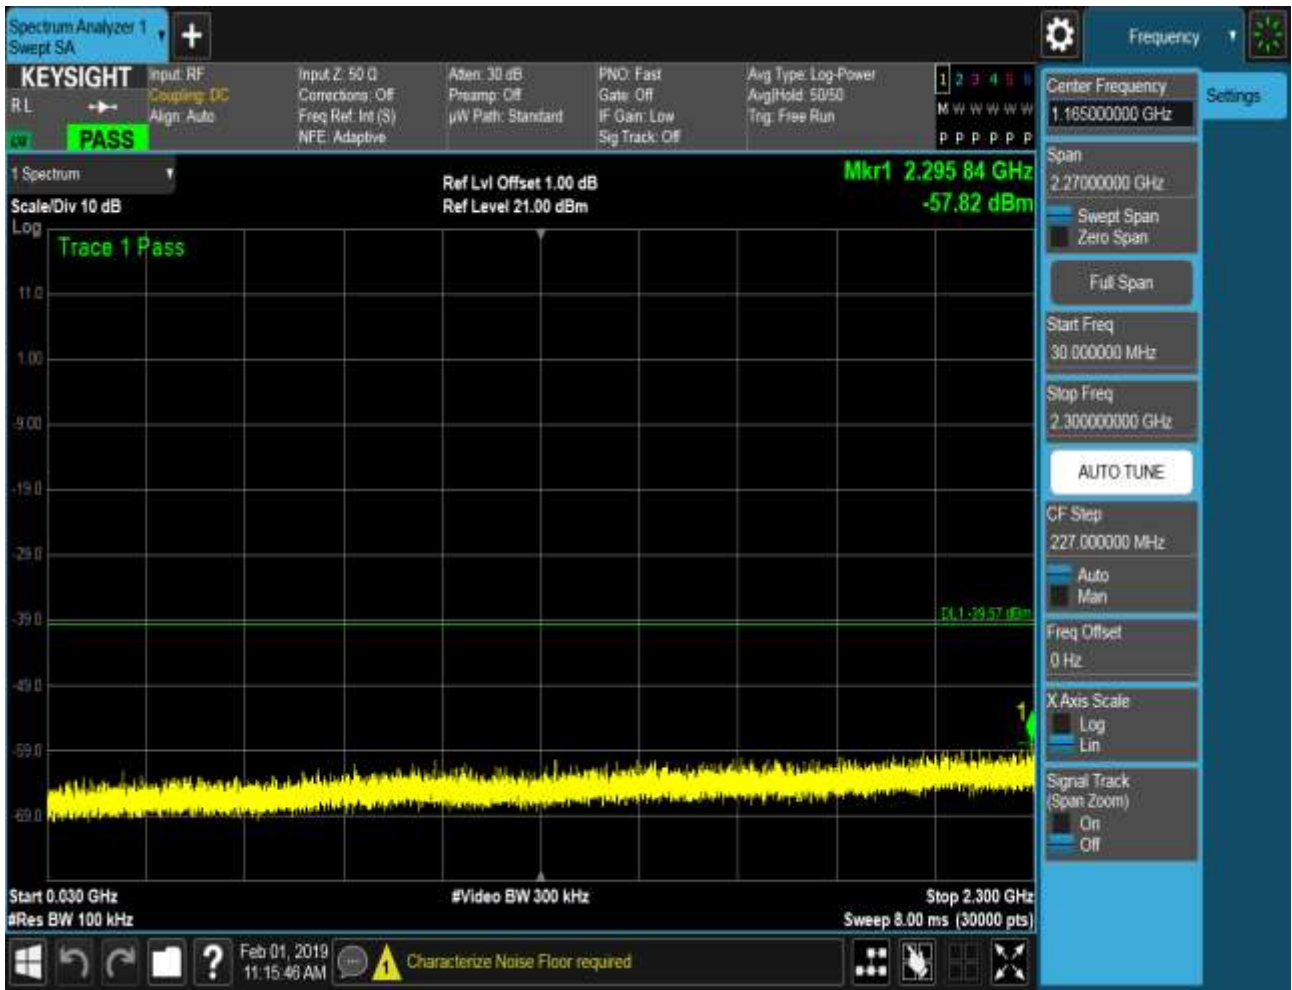 Spectrum Analyzer 1
Swept SA
Frequency
KEYSIGHT
R L
PASS
Input: RF
Coupling: DC
Align: Auto
Input Z: 50 Ω
Corrections: Off
Freq Ref: Int (S)
NFE: Adaptive
Atten: 30 dB
Preamp: Off
µW Path: Standard
PNO: Fast
Gate: Off
IF Gain: Low
Sig Track: Off
Avg Type: Log-Power
Avg|Hold: 50/50
Trig: Free Run
1 2 3 4 5 6
M W W W W W
P P P P P P
1 Spectrum
Scale/Div 10 dB
Ref Lvl Offset 1.00 dB
Ref Level 21.00 dBm
Mkr1 2.295 84 GHz
-57.82 dBm
Log
Trace 1 Pass
11.0
1.00
-9.00
-19.0
-29.0
-39.0
DL1 -39.57 dBm
-49.0
1
-59.0
-69.0
Start 0.030 GHz
#Res BW 100 kHz
#Video BW 300 kHz
Stop 2.300 GHz
Sweep 8.00 ms (30000 pts)
Feb 01, 2019
11:15:46 AM
Characterize Noise Floor required
Center Frequency
1.165000000 GHz
Settings
Span
2.27000000 GHz
Swept Span
Zero Span
Full Span
Start Freq
30.000000 MHz
Stop Freq
2.300000000 GHz
AUTO TUNE
CF Step
227.000000 MHz
Auto
Man
Freq Offset
0 Hz
X Axis Scale
Log
Lin
Signal Track
(Span Zoom)
On
Off